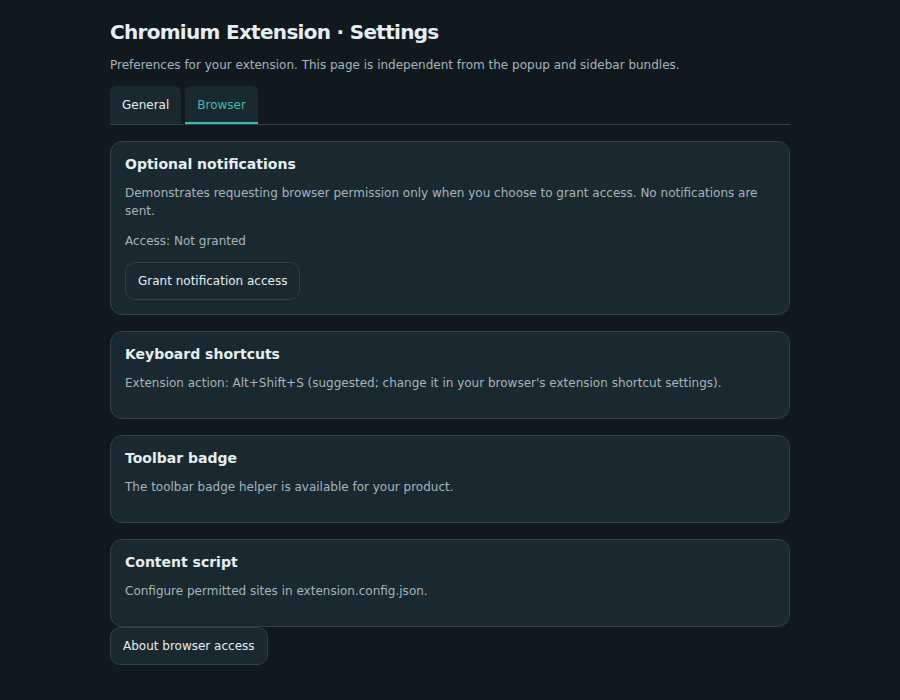 Chromium Extension · Settings
Preferences for your extension. This page is independent from the popup and sidebar bundles.
General
Browser
Optional notifications
Demonstrates requesting browser permission only when you choose to grant access. No notifications are
sent.
Access: Not granted
Grant notification access
Keyboard shortcuts
Extension action: Alt+Shift+S (suggested; change it in your browser's extension shortcut settings).
Toolbar badge
The toolbar badge helper is available for your product.
Content script
Configure permitted sites in extension.config.json.
About browser access